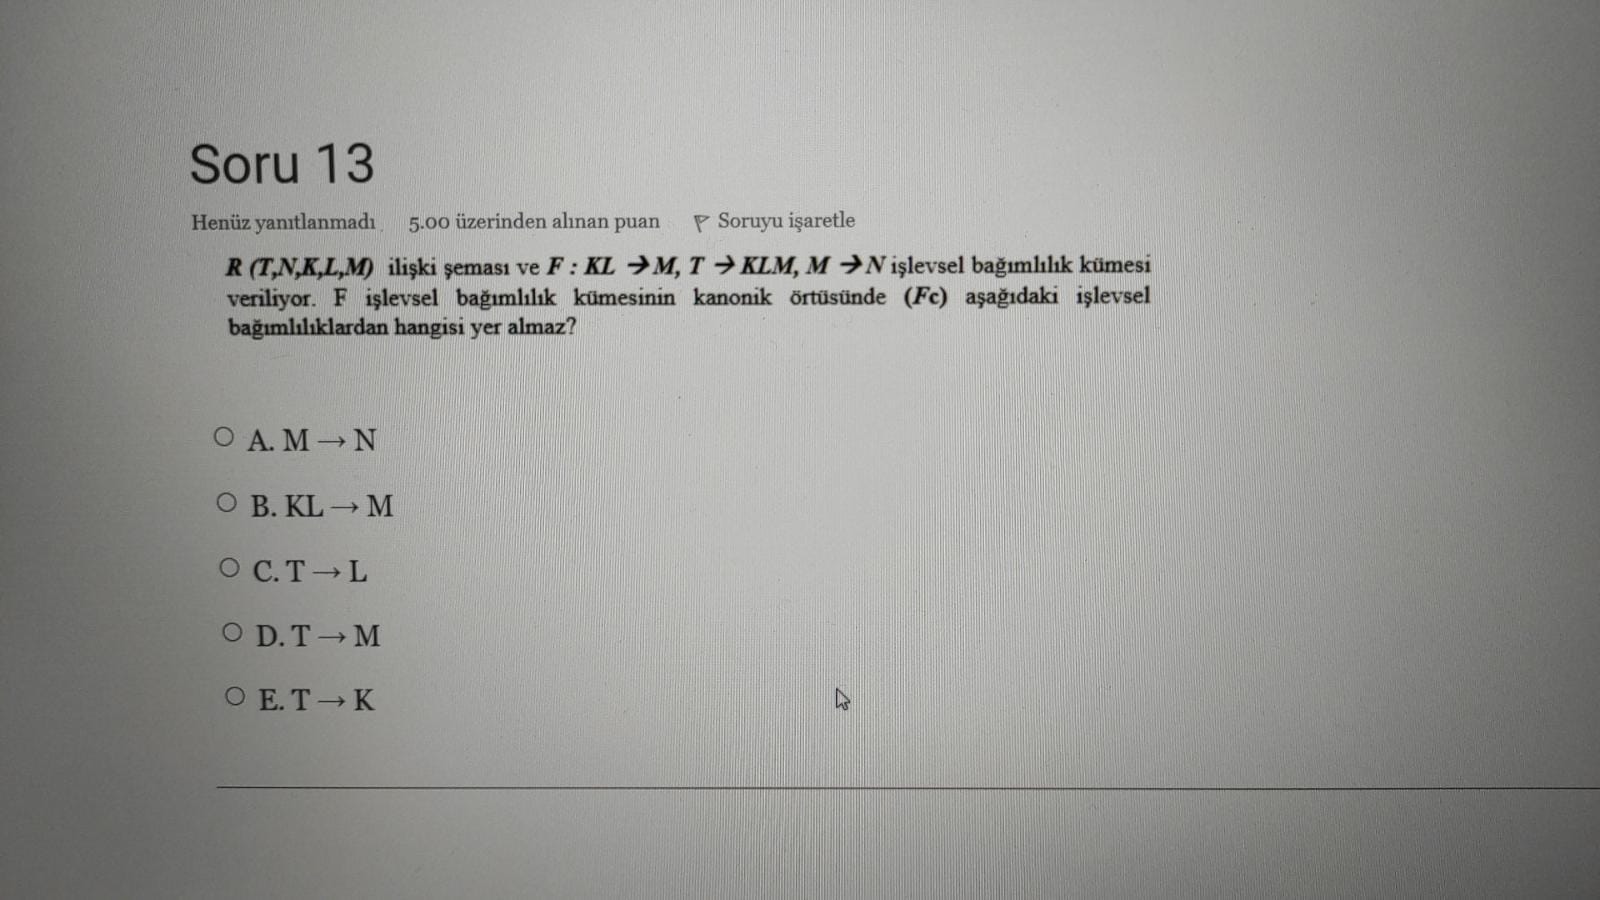 Soru 13
Henüz yanıtlanmadı 5.00 üzerinden alınan puan Soruyu işaretle
R (T,N,K,L,M) ilişki şeması ve F : KL → M, T → KLM, M → N işlevsel bağımlılık kümesi
veriliyor. F işlevsel bağımlılık kümesinin kanonik örtüsünde (Fc) aşağıdaki işlevsel
bağımlılıklardan hangisi yer almaz?
A. M → N
B. KL → M
C. T → L
D. T → M
E. T → K